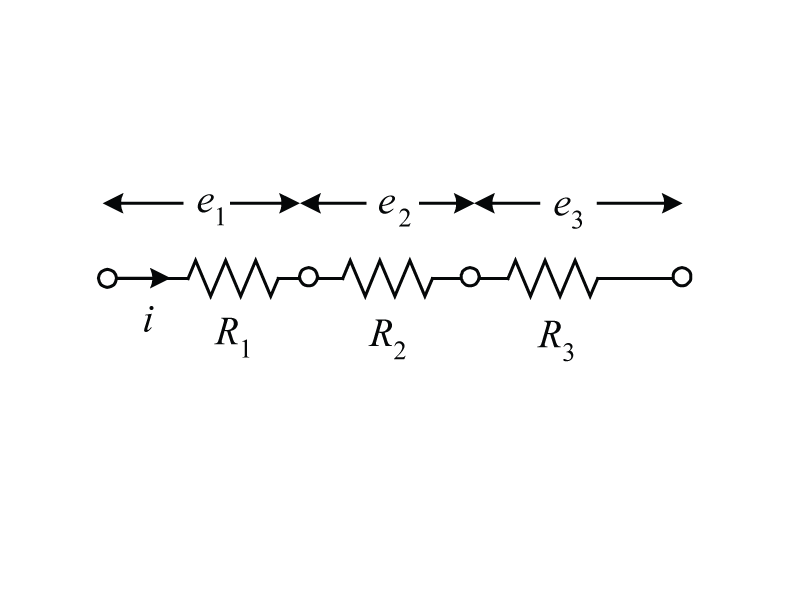 e₁ e₂ e₃
i R₁ R₂ R₃